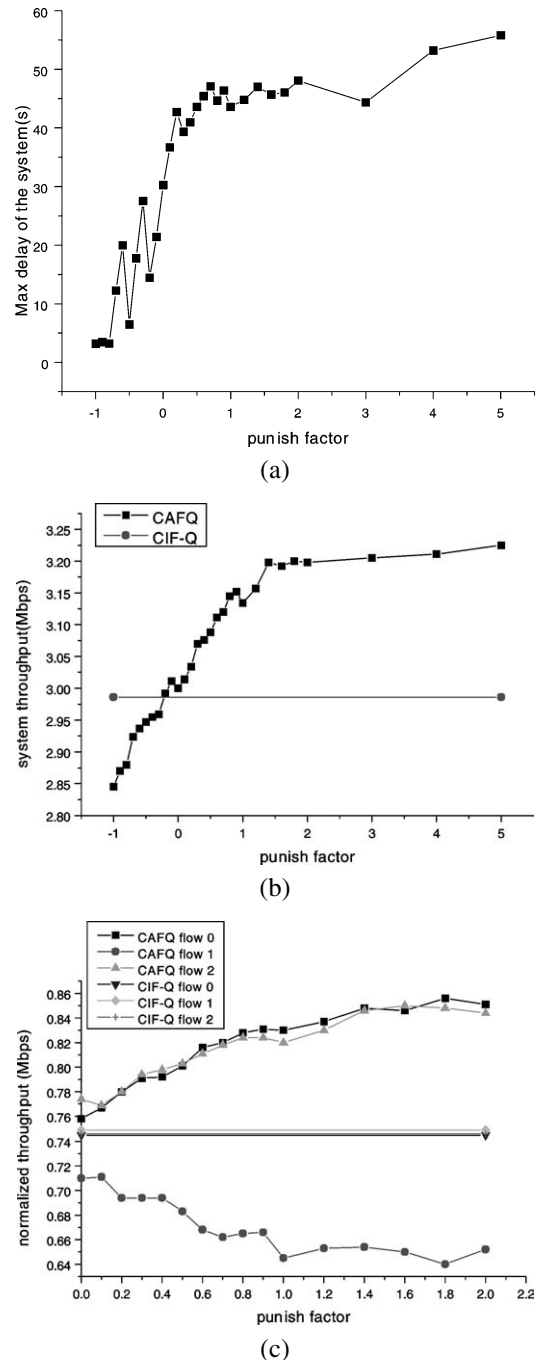 60
50
40
30
20
10
0
Max delay of the system(s)
-1 0 1 2 3 4 5
punish factor
(a)
CAFQ
CIF-Q
3.25
3.20
3.15
3.10
3.05
3.00
2.95
2.90
2.85
2.80
system throughput(Mbps)
-1 0 1 2 3 4 5
punish factor
(b)
CAFQ flow 0
CAFQ flow 1
CAFQ flow 2
CIF-Q flow 0
CIF-Q flow 1
CIF-Q flow 2
0.86
0.84
0.82
0.80
0.78
0.76
0.74
0.72
0.70
0.68
0.66
0.64
normalized throughput (Mbps)
0.0 0.2 0.4 0.6 0.8 1.0 1.2 1.4 1.6 1.8 2.0 2.2
punish factor
(c)